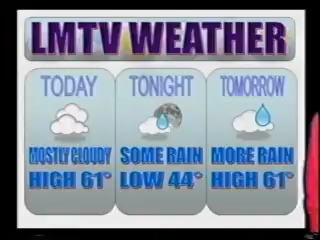 LMTV WEATHER
TODAY
MOSTLY CLOUDY
HIGH 61°
TONIGHT
SOME RAIN
LOW 44°
TOMORROW
MORE RAIN
HIGH 61°